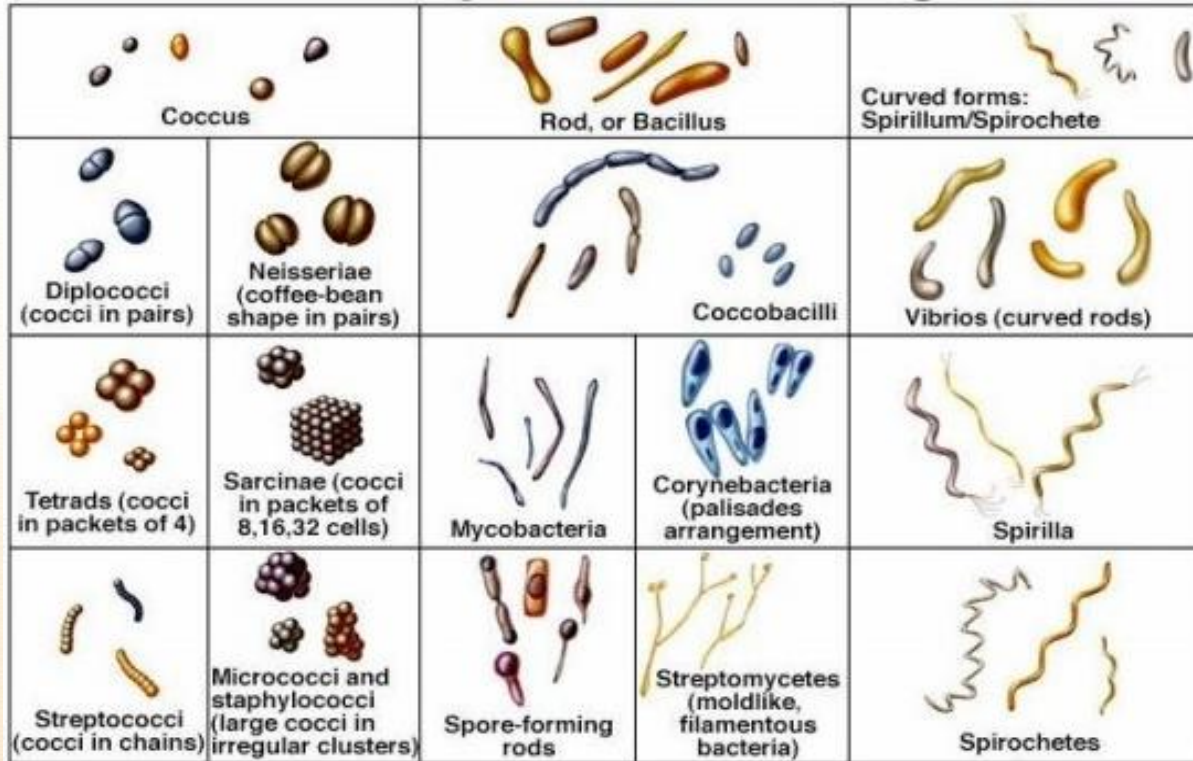 Coccus
Rod, or Bacillus
Curved forms:
Spirillum/Spirochete
Diplococci
(cocci in pairs)
Neisseriae
(coffee-bean
shape in pairs)
Coccobacilli
Vibrios (curved rods)
Tetrads (cocci
in packets of 4)
Sarcinae (cocci
in packets of
8,16,32 cells)
Mycobacteria
Corynebacteria
(palisades
arrangement)
Spirilla
Streptococci
(cocci in chains)
Micrococci and
staphylococci
(large cocci in
irregular clusters)
Spore-forming
rods
Streptomycetes
(moldlike,
filamentous
bacteria)
Spirochetes